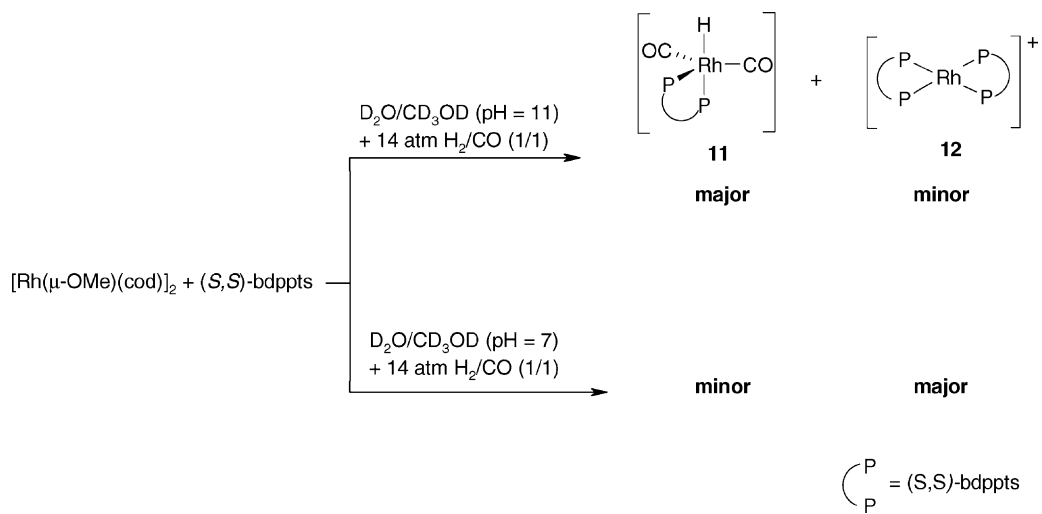 H
OC
Rh
CO
P
P
+
P
P
Rh
P
P
+
D₂O/CD₃OD (pH = 11)
+ 14 atm H₂/CO (1/1)
11
12
major
minor
[Rh(μ-OMe)(cod)]₂ + (S,S)-bdppts
D₂O/CD₃OD (pH = 7)
+ 14 atm H₂/CO (1/1)
minor
major
P
P
= (S,S)-bdppts